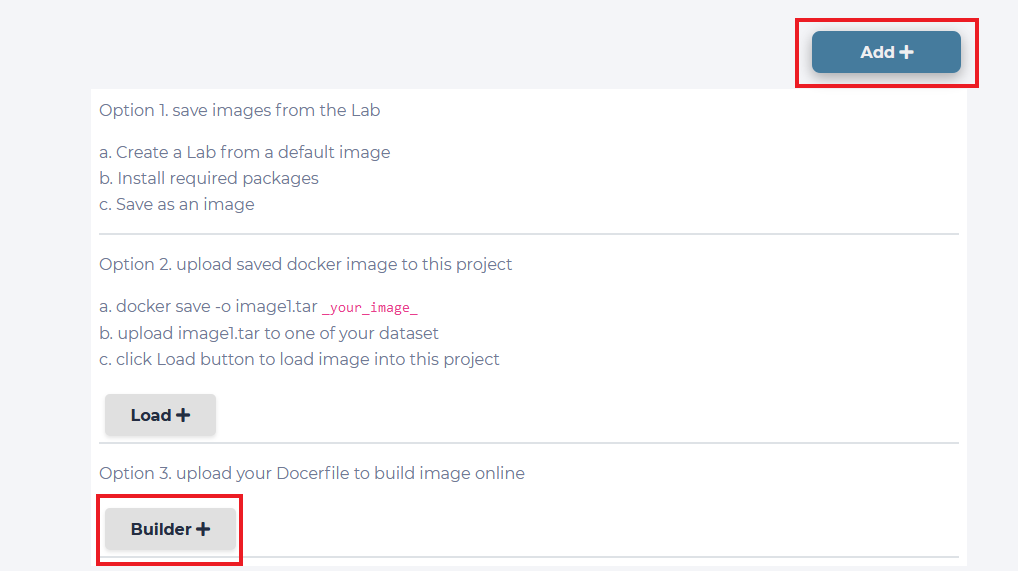 Add +
Option 1. save images from the Lab
a. Create a Lab from a default image
b. Install required packages
c. Save as an image
Option 2. upload saved docker image to this project
a. docker save -o image1.tar _your_image_
b. upload image1.tar to one of your dataset
c. click Load button to load image into this project
Load +
Option 3. upload your Docerfile to build image online
Builder +